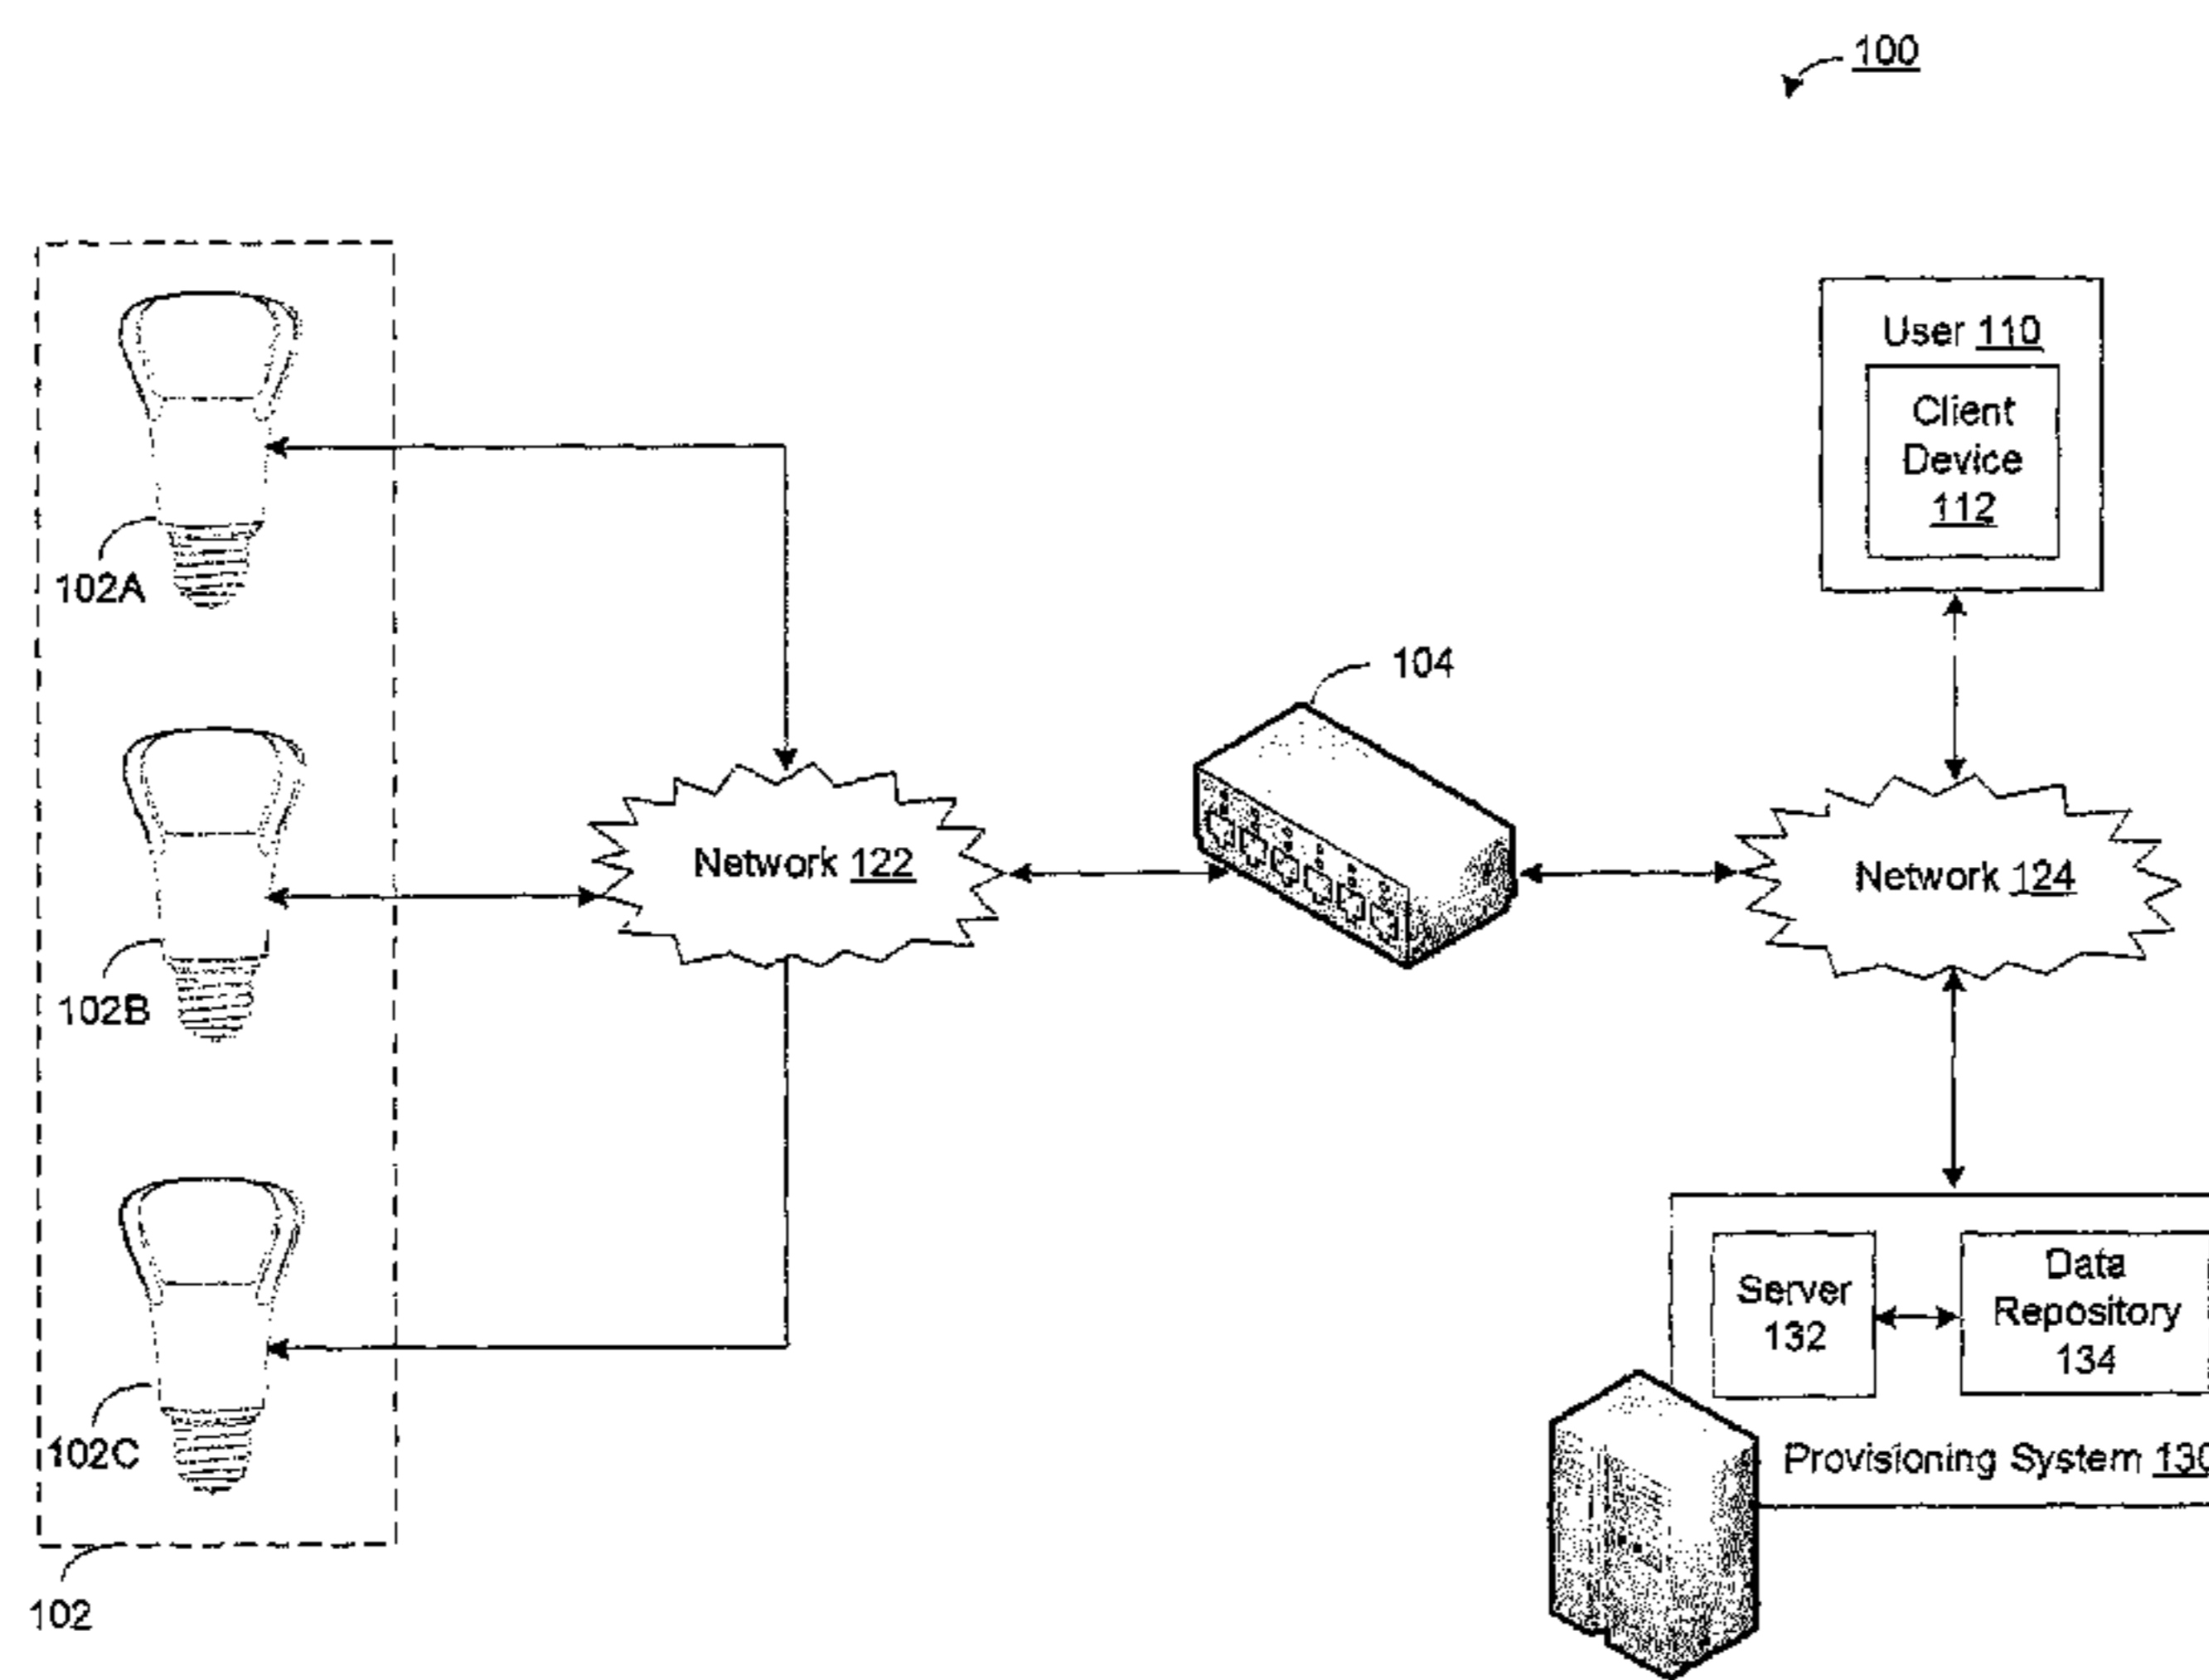 100
User 110
Client
Device
112
102A
104
Network 122
Network 124
102B
Server
132
Data
Repository
134
102C
Provisioning System 130
102